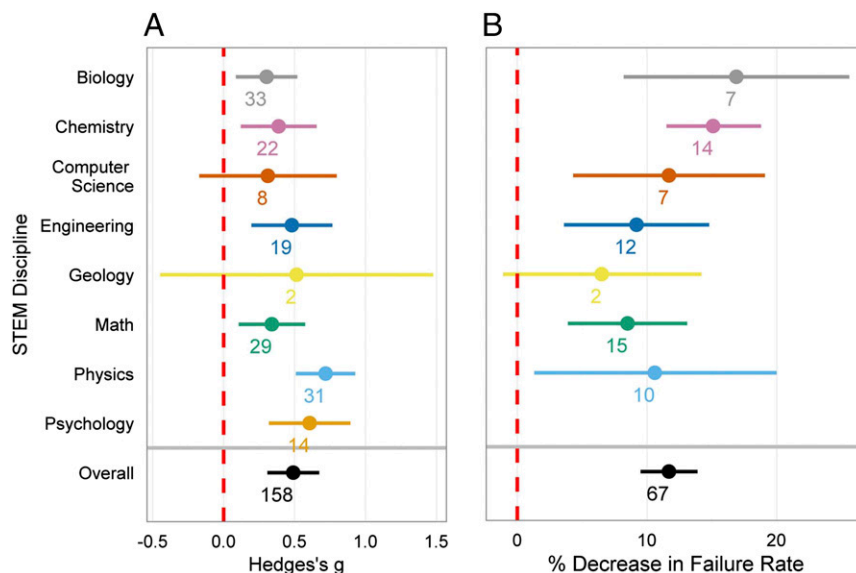 A
B
STEM Discipline
Biology
33
7
Chemistry
22
14
Computer
Science
8
7
Engineering
19
12
Geology
2
2
Math
29
15
Physics
31
10
Psychology
14
Overall
158
67
-0.5 0.0 0.5 1.0 1.5
0 10 20
Hedges's g
% Decrease in Failure Rate